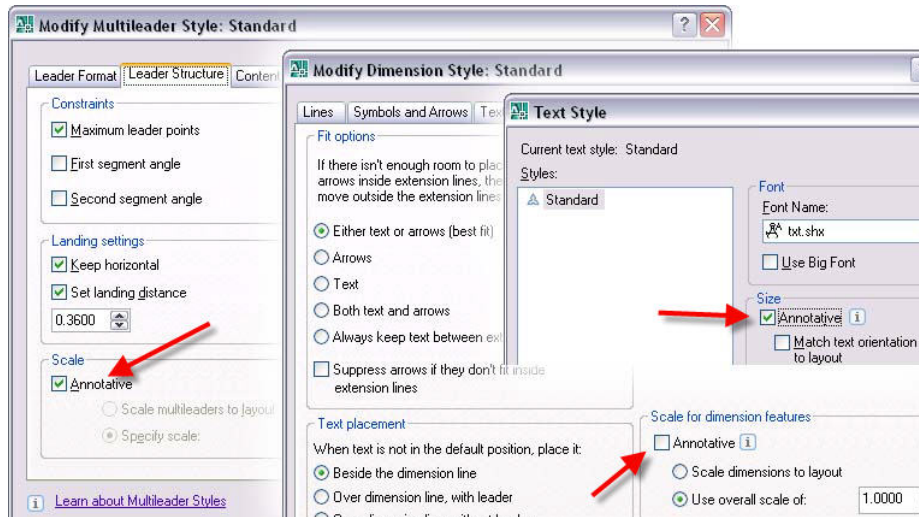 Modify Multileader Style: Standard
Leader Format
Leader Structure
Content
Constraints
Maximum leader points
First segment angle
Second segment angle
Landing settings
Keep horizontal
Set landing distance
0.3600
Scale
Annotative
Scale multileaders to layout
Specify scale:
Learn about Multileader Styles
Modify Dimension Style: Standard
Lines
Symbols and Arrows
Fit options
If there isn't enough room to plac
arrows inside extension lines, the
move outside the extension lines
Either text or arrows (best fit)
Arrows
Text
Both text and arrows
Always keep text between ext
Suppress arrows if they don't fit inside
extension lines
Text placement
When text is not in the default position, place it:
Beside the dimension line
Over dimension line, with leader
Scale for dimension features
Annotative
Scale dimensions to layout
Use overall scale of:
1.0000
Text Style
Current text style: Standard
Styles:
Standard
Font
Font Name:
txt.shx
Use Big Font
Size
Annotative
Match text orientation
to layout